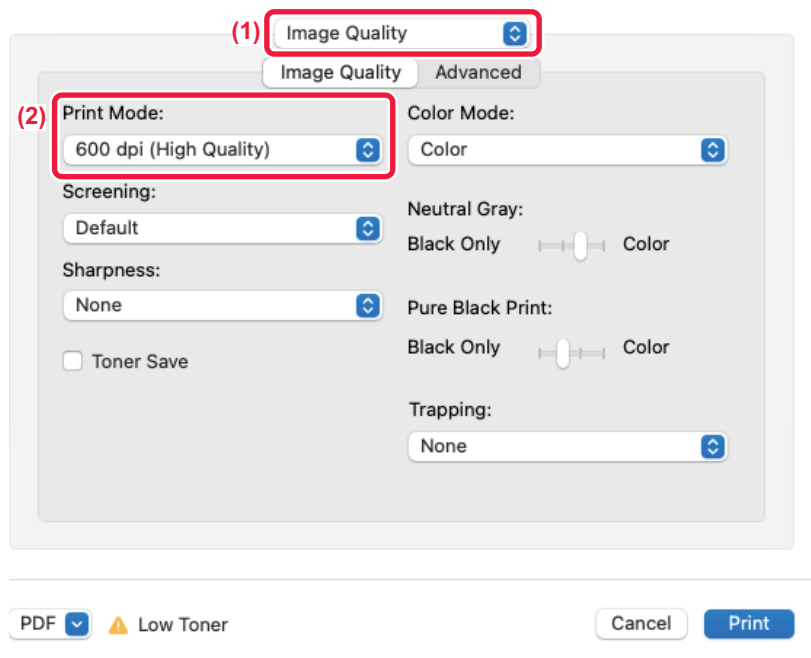 (1) Image Quality
Image Quality Advanced
(2) Print Mode:
600 dpi (High Quality)
Screening:
Default
Sharpness:
None
Toner Save
Color Mode:
Color
Neutral Gray:
Black Only Color
Pure Black Print:
Black Only Color
Trapping:
None
PDF Low Toner Cancel Print